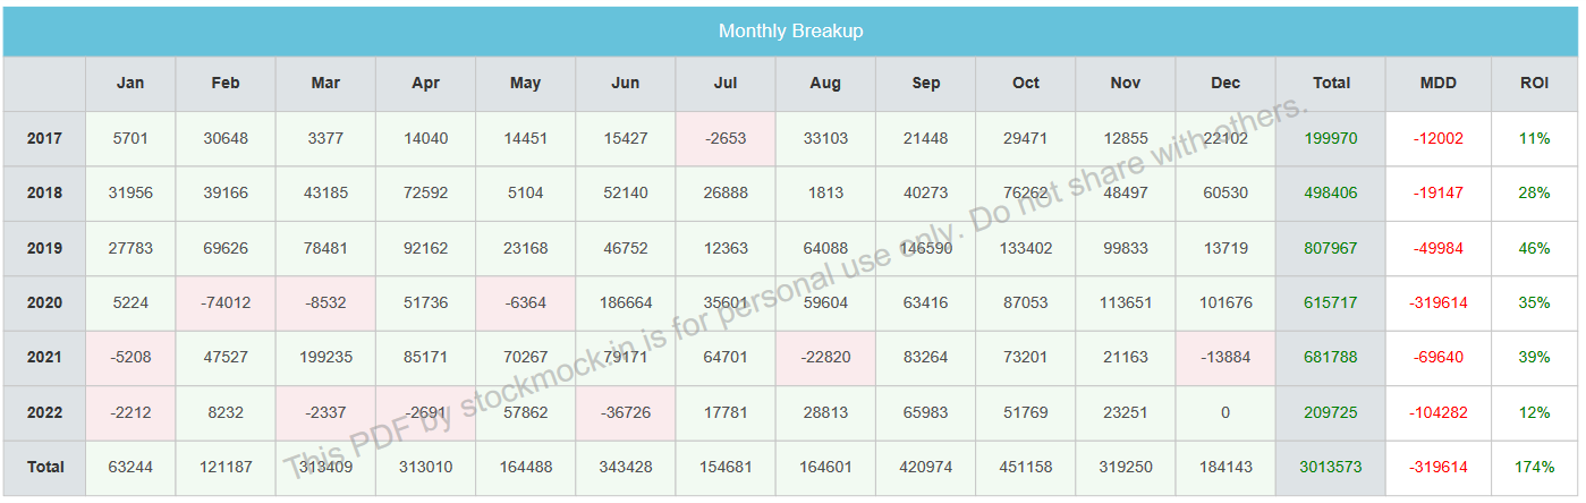 Monthly Breakup
Jan Feb Mar Apr May Jun Jul Aug Sep Oct Nov Dec Total MDD ROI
2017 5701 30648 3377 14040 14451 15427 -2653 33103 21448 29471 12855 22102 199970 -12002 11%
2018 31956 39166 43185 72592 5104 52140 26888 1813 40273 76262 48497 60530 498406 -19147 28%
2019 27783 69626 78481 92162 23168 46752 12363 64088 146590 133402 99833 13719 807967 -49984 46%
2020 5224 -74012 -8532 51736 -6364 186664 35601 59604 63416 87053 113651 101676 615717 -319614 35%
2021 -5208 47527 199235 85171 70267 79171 64701 -22820 83264 73201 21163 -13884 681788 -69640 39%
2022 -2212 8232 -2337 -2691 57862 -36726 17781 28813 65983 51769 23251 0 209725 -104282 12%
Total 63244 121187 313409 313010 164488 343428 154681 164601 420974 451158 319250 184143 3013573 -319614 174%
This PDF by stockmock.in is for personal use only. Do not share with others.